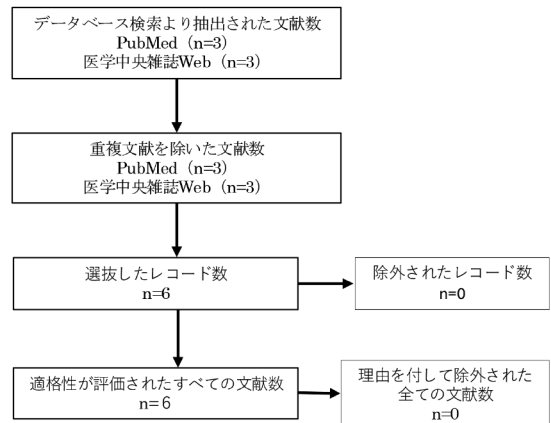 データベース検索より抽出された文献数
PubMed（n=3）
医学中央雑誌Web（n=3）
重複文献を除いた文献数
PubMed（n=3）
医学中央雑誌Web（n=3）
選抜したレコード数
n=6
除外されたレコード数
n=0
適格性が評価されたすべての文献数
n=6
理由を付して除外された
全ての文献数
n=0